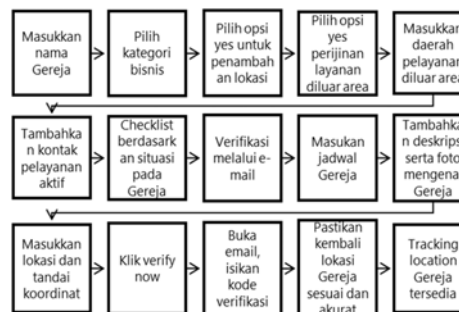 Masukkan
nama
Gereja
Pilih
kategori
bisnis
Pilih opsi
yes untuk
penambah
an lokasi
Pilih opsi
yes
perijinan
layanan
diluar area
Masukkan
daerah
pelayanan
diluar area
Tambahka
n kontak
pelayanan
aktif
Checklist
berdasark
an situasi
pada
Gereja
Verifikasi
melalui e-
mail
Masukan
jadwal
Gereja
Tambahka
n deskrips
serta foto
mengena
Gereja
Masukkan
lokasi dan
tandai
koordinat
Klik verify
now
Buka
email,
isikan
kode
verifikasi
Pastikan
kembali
lokasi
Gereja
sesuai dan
akurat
Tracking
location
Gereja
tersedia